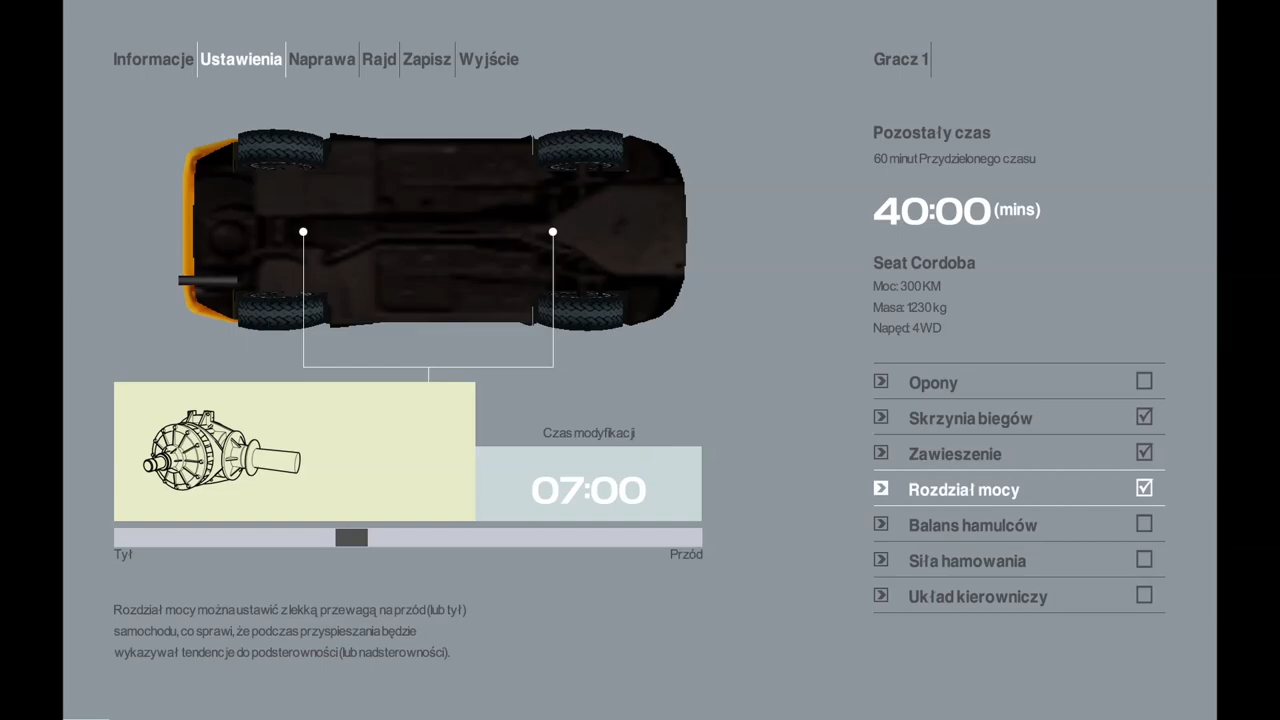 Informacje Ustawienia Naprawa Rajd Zapisz Wyjście
Gracz 1
Pozostały czas
60 minut Przydzielonego czasu
40:00 (mins)
Seat Cordoba
Moc: 300 KM
Masa: 1230 kg
Napęd: 4WD
Opony
Skrzynia biegów
Zawieszenie
Rozdział mocy
Balans hamulców
Siła hamowania
Układ kierowniczy
Czas modyfikacji
07:00
Tył
Przód
Rozdział mocy można ustawić z lekką przewagą na przód (lub tył)
samochodu, co sprawi, że podczas przyspieszania będzie
wykazywał tendencje do podsterowności (lub nadsterowności).